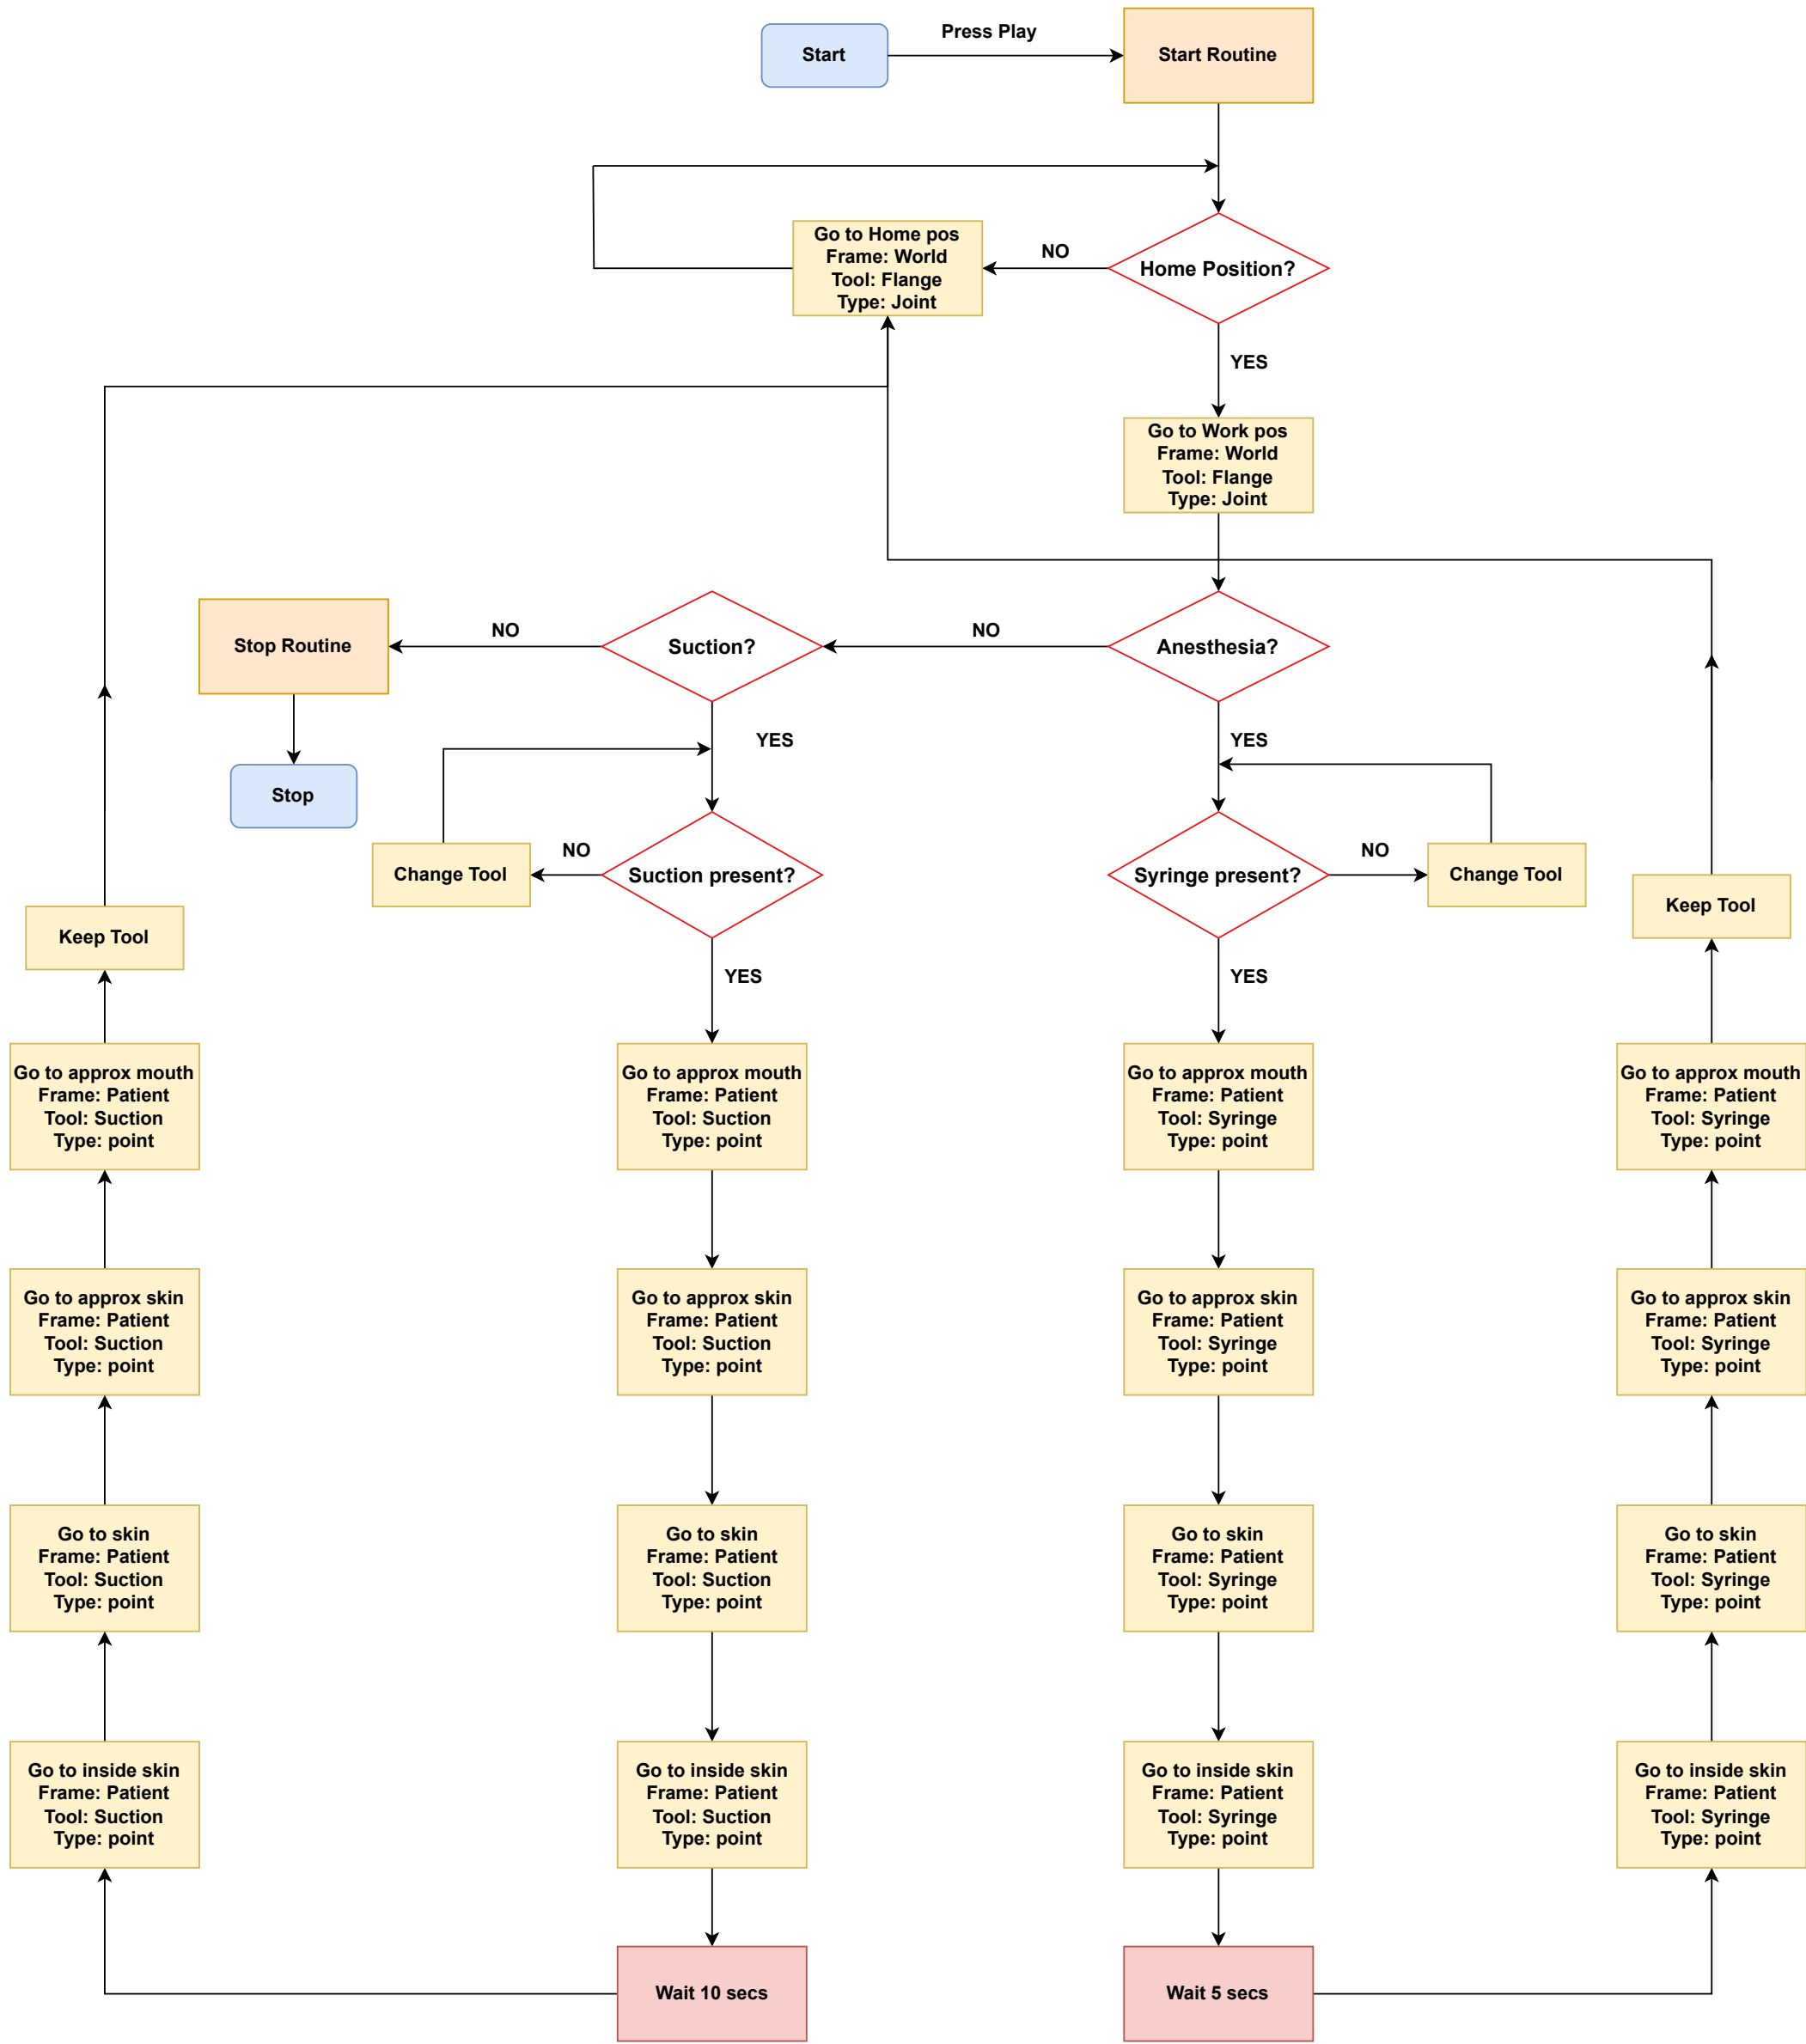 Press Play
Start
Start Routine
Go to Home pos
Frame: World
Tool: Flange
Type: Joint
NO
Home Position?
YES
Go to Work pos
Frame: World
Tool: Flange
Type: Joint
Stop Routine
NO
Suction?
NO
Anesthesia?
YES
YES
Stop
Change Tool
NO
Suction present?
Syringe present?
NO
Change Tool
Keep Tool
Keep Tool
YES
YES
Go to approx mouth
Frame: Patient
Tool: Suction
Type: point
Go to approx mouth
Frame: Patient
Tool: Suction
Type: point
Go to approx mouth
Frame: Patient
Tool: Syringe
Type: point
Go to approx mouth
Frame: Patient
Tool: Syringe
Type: point
Go to approx skin
Frame: Patient
Tool: Suction
Type: point
Go to approx skin
Frame: Patient
Tool: Suction
Type: point
Go to approx skin
Frame: Patient
Tool: Syringe
Type: point
Go to approx skin
Frame: Patient
Tool: Syringe
Type: point
Go to skin
Frame: Patient
Tool: Suction
Type: point
Go to skin
Frame: Patient
Tool: Suction
Type: point
Go to skin
Frame: Patient
Tool: Syringe
Type: point
Go to skin
Frame: Patient
Tool: Syringe
Type: point
Go to inside skin
Frame: Patient
Tool: Suction
Type: point
Go to inside skin
Frame: Patient
Tool: Suction
Type: point
Go to inside skin
Frame: Patient
Tool: Syringe
Type: point
Go to inside skin
Frame: Patient
Tool: Syringe
Type: point
Wait 10 secs
Wait 5 secs